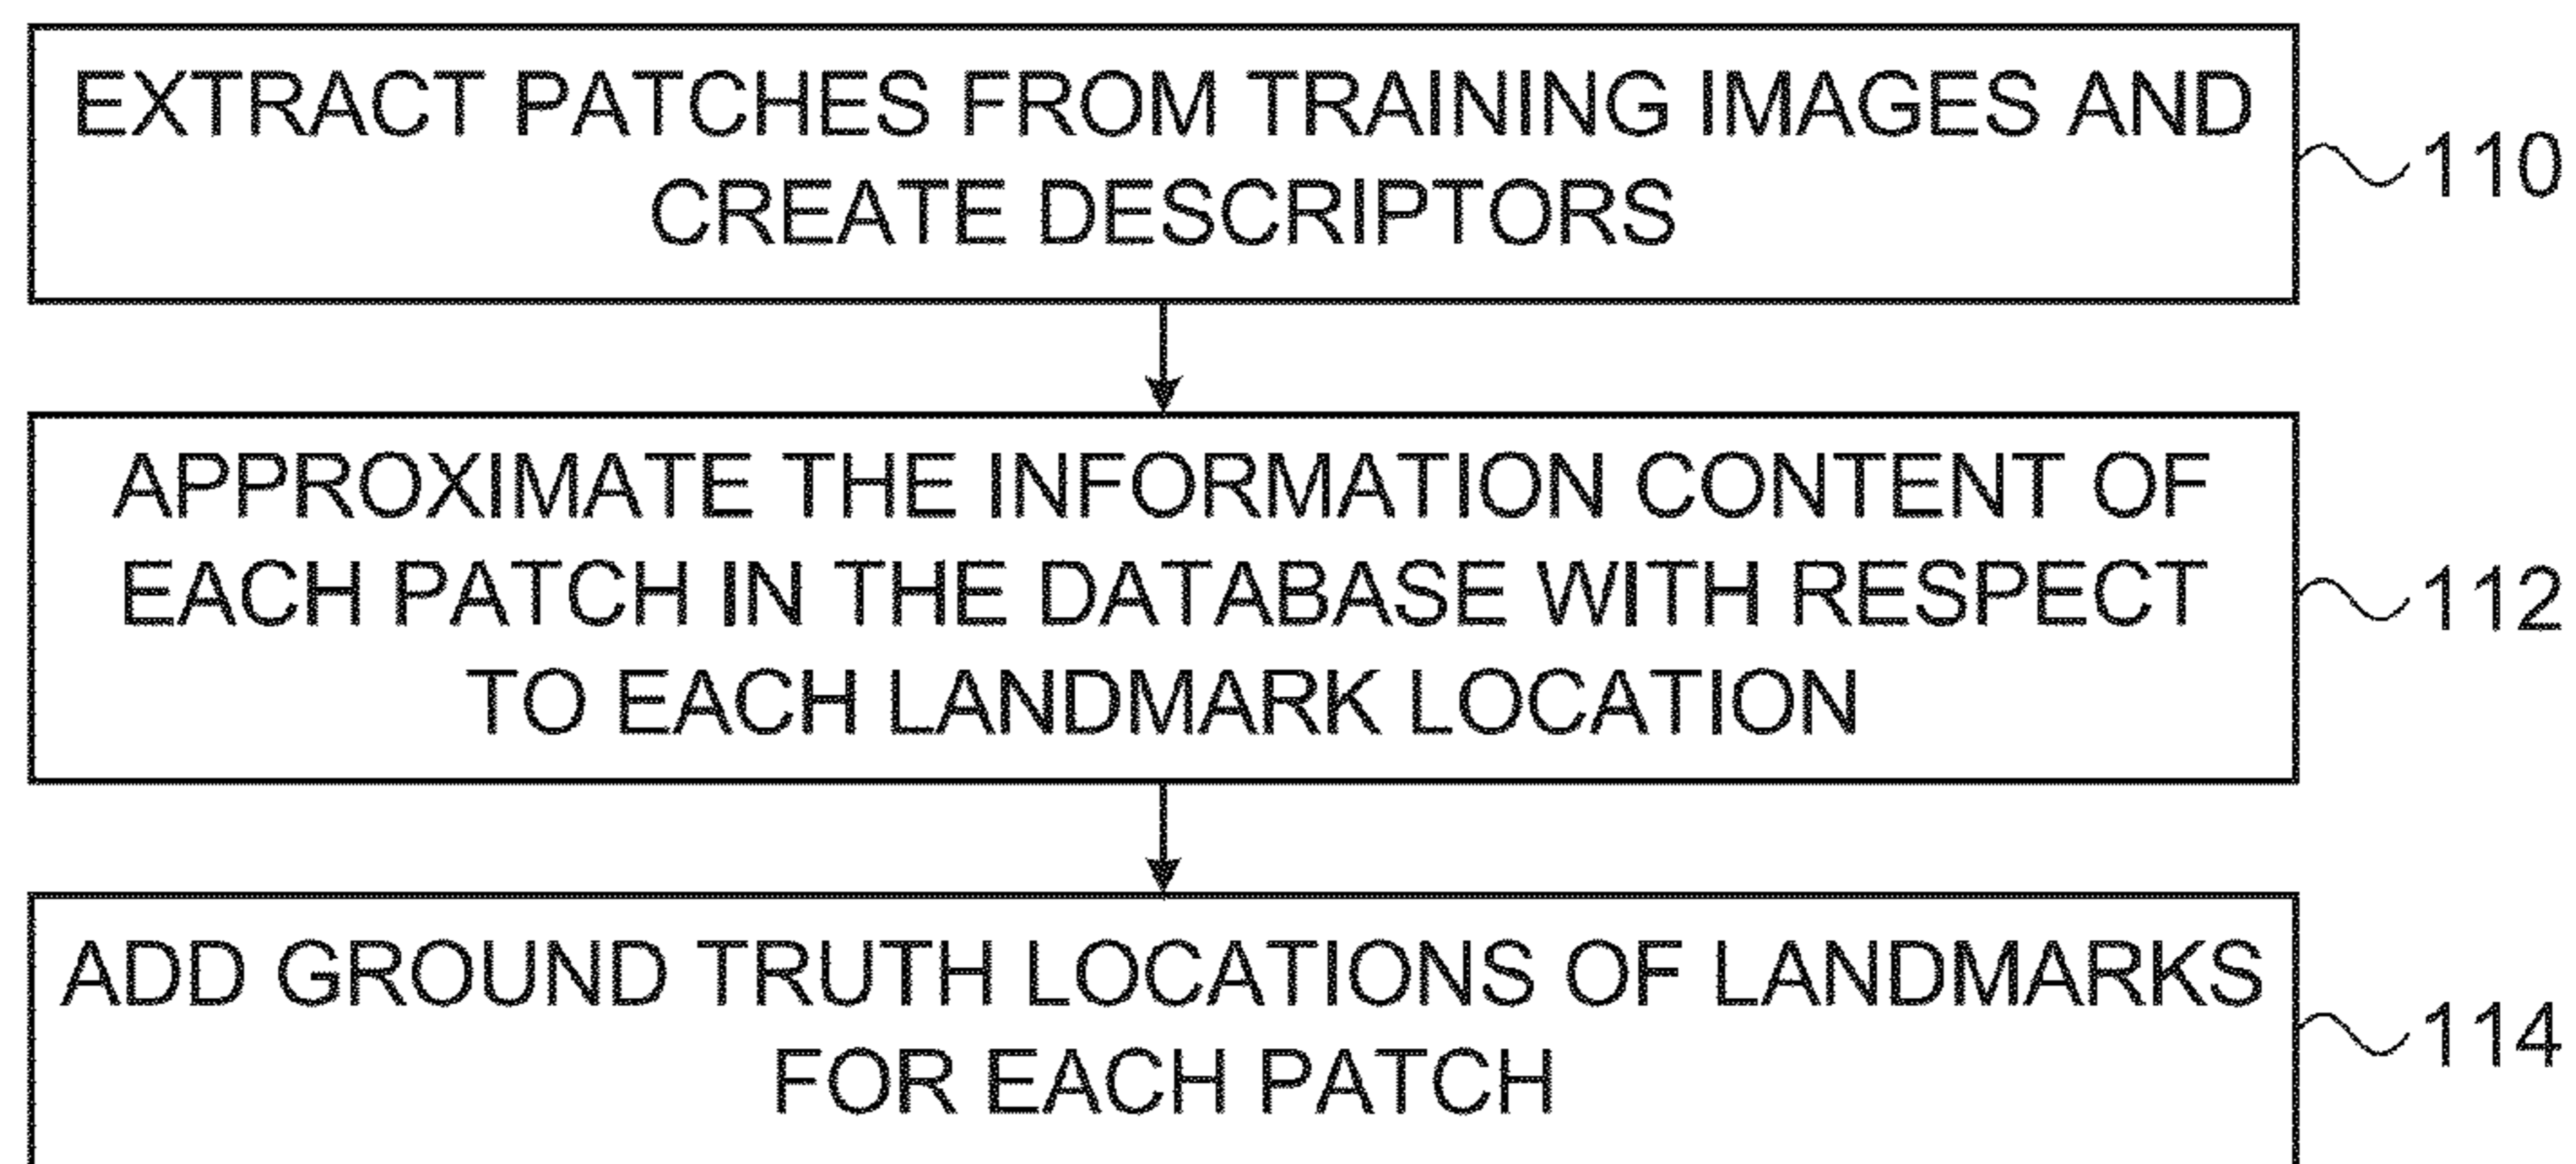 EXTRACT PATCHES FROM TRAINING IMAGES AND
CREATE DESCRIPTORS
110
APPROXIMATE THE INFORMATION CONTENT OF
EACH PATCH IN THE DATABASE WITH RESPECT
TO EACH LANDMARK LOCATION
112
ADD GROUND TRUTH LOCATIONS OF LANDMARKS
FOR EACH PATCH
114